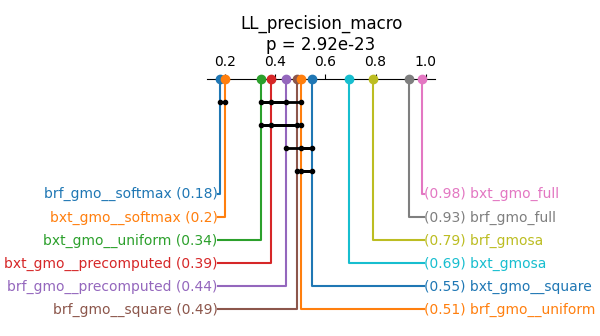 LL_precision_macro
p = 2.92e-23
0.2 0.4 0.6 0.8 1.0
brf_gmo__softmax (0.18) (0.98) bxt_gmo_full
bxt_gmo__softmax (0.2) (0.93) brf_gmo_full
bxt_gmo__uniform (0.34) (0.79) brf_gmosa
bxt_gmo__precomputed (0.39) (0.69) bxt_gmosa
brf_gmo__precomputed (0.44) (0.55) bxt_gmo__square
brf_gmo__square (0.49) (0.51) brf_gmo__uniform